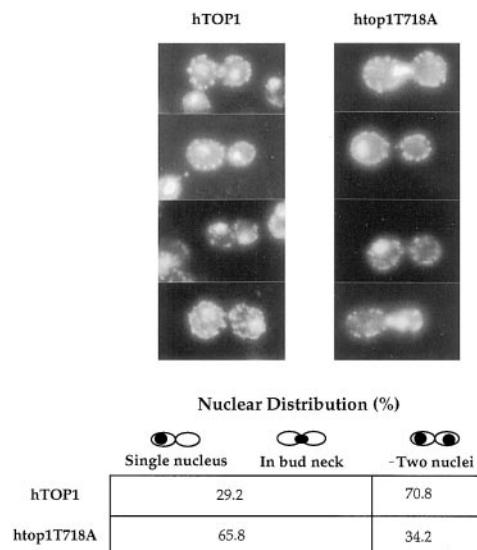 hTOP1 htop1T718A
Nuclear Distribution (%)
Single nucleus In bud neck -Two nuclei
hTOP1 29.2 70.8
htop1T718A 65.8 34.2